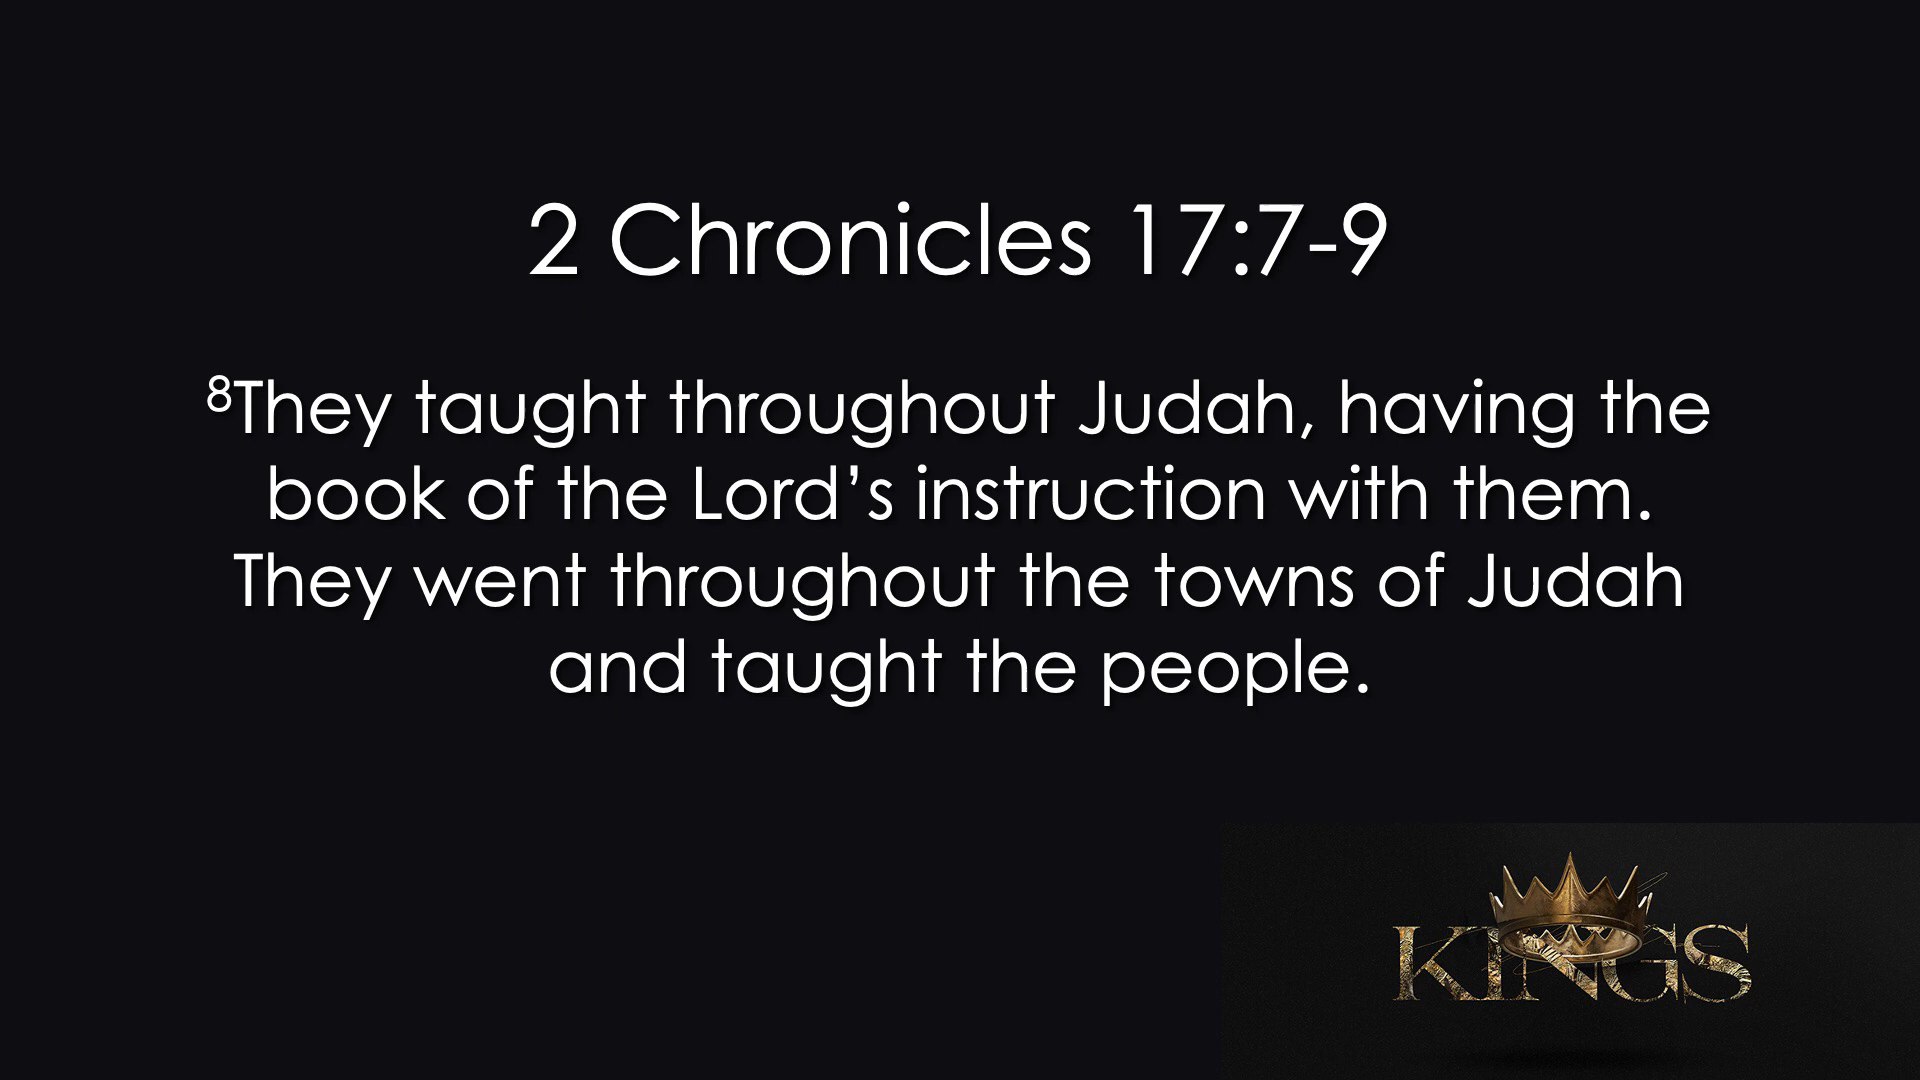 2 Chronicles 17:7-9
⁸They taught throughout Judah, having the
book of the Lord’s instruction with them.
They went throughout the towns of Judah
and taught the people.
KINGS